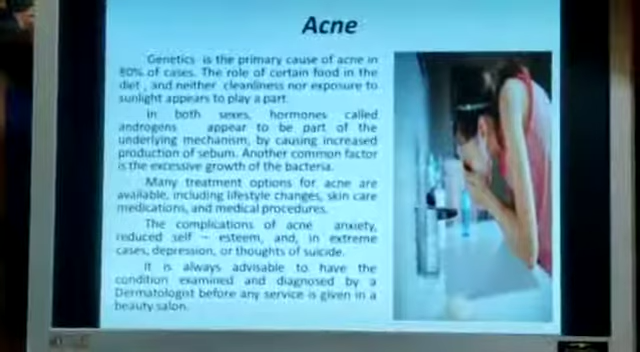 Acne
Genetics is the primary cause of acne in
80% of cases. The role of certain food in the
diet , and neither cleanliness nor exposure to
sunlight appears to play a part.
In both sexes, hormones called
androgens appear to be part of the
underlying mechanism, by causing increased
production of sebum. Another common factor
is the excessive growth of the bacteria.
Many treatment options for acne are
available, including lifestyle changes, skin care
medications, and medical procedures.
The complications of acne anxiety,
reduced self – esteem, and, in extreme
cases, depression, or thoughts of suicide.
It is always advisable to have the
condition examined and diagnosed by a
Dermatolognt before any service is given in a
beauty salon.